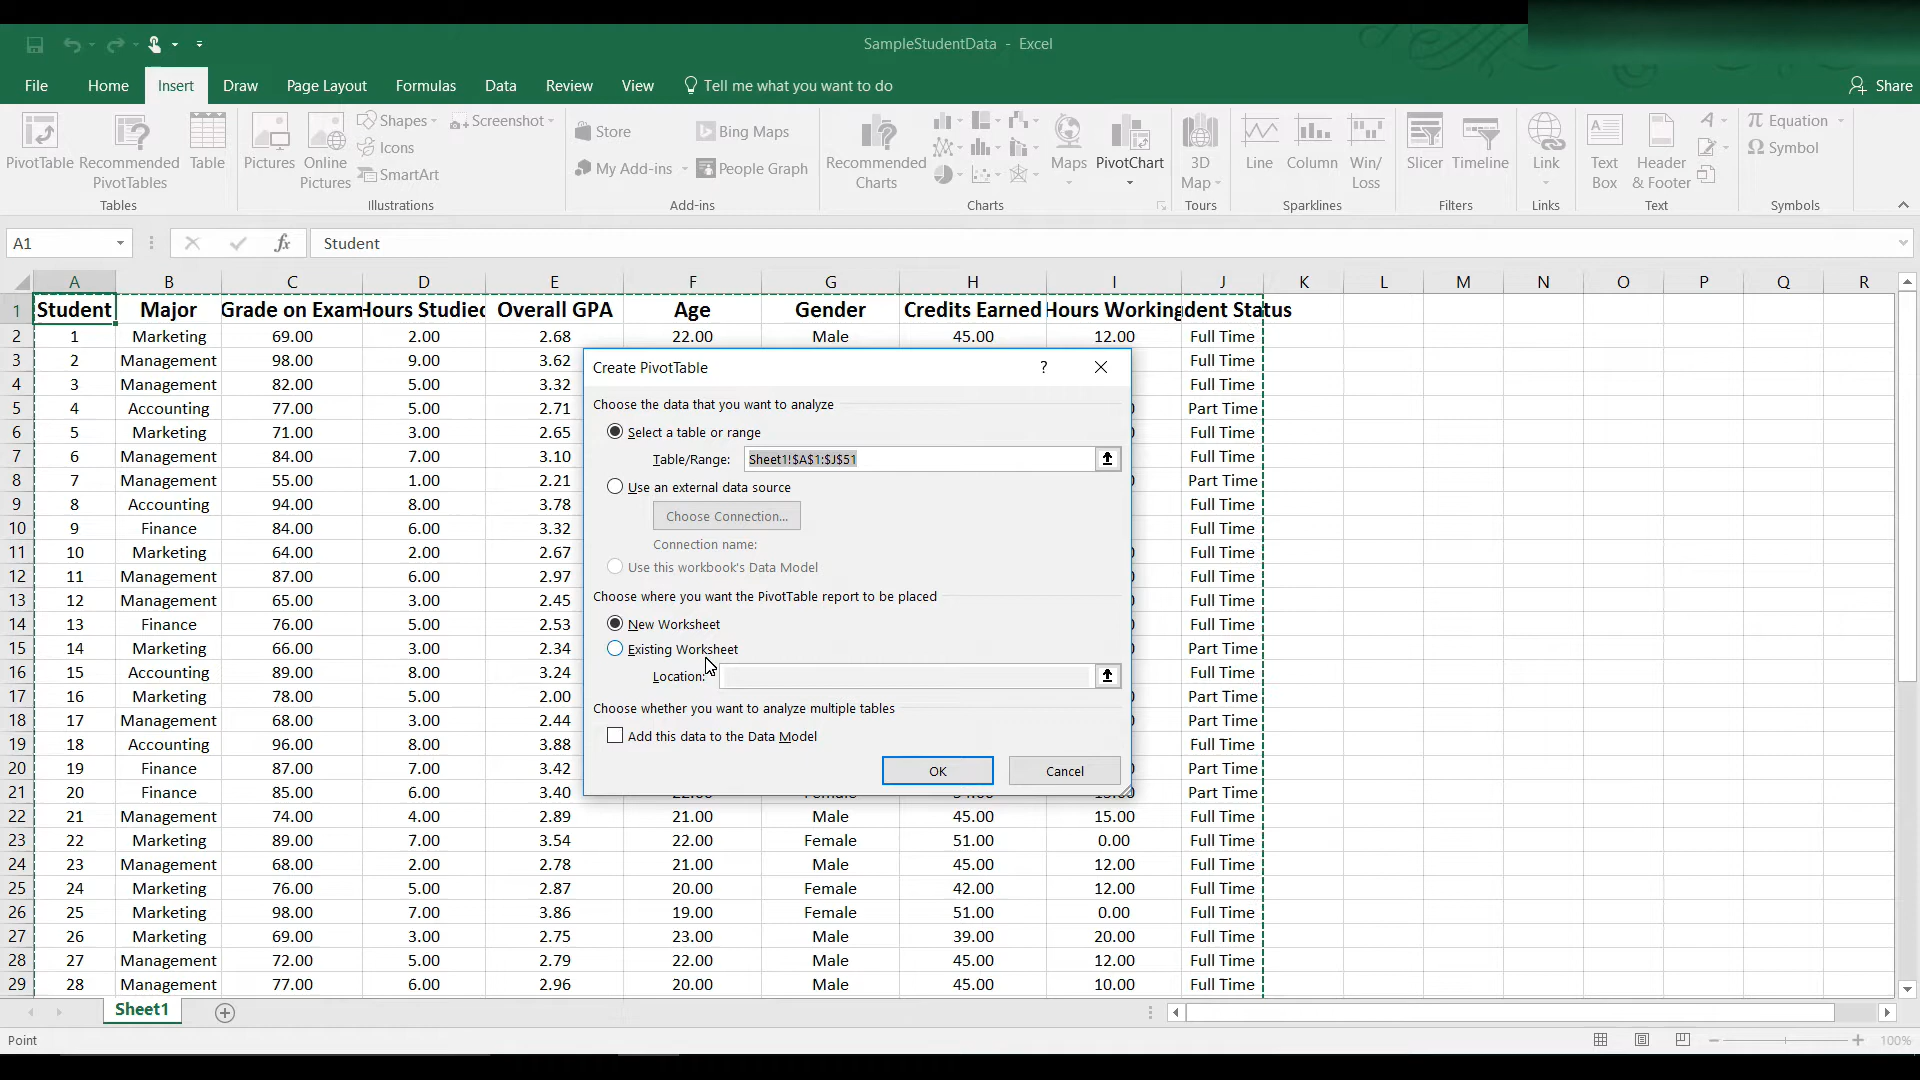 SampleStudentData - Excel
File Home Insert Draw Page Layout Formulas Data Review View Tell me what you want to do Share
PivotTable Recommended PivotTables Table
Tables
Pictures Online Pictures Shapes Icons SmartArt Screenshot
Illustrations
Store My Add-ins Bing Maps People Graph
Add-ins
Recommended Charts Maps PivotChart
Charts
3D Map
Tours
Line Column Win/Loss
Sparklines
Slicer Timeline
Filters
Link
Links
Text Box Header & Footer
Text
Equation Symbol
Symbols
A1 fx Student
A B C D E F G H I J K L M N O P Q R
1 Student Major Grade on Exam Hours Studied Overall GPA Age Gender Credits Earned Hours Working dent Status
2 1 Marketing 69.00 2.00 2.68 22.00 Male 45.00 12.00 Full Time
3 2 Management 98.00 9.00 3.62 Full Time
4 3 Management 82.00 5.00 3.32 Full Time
5 4 Accounting 77.00 5.00 2.71 Part Time
6 5 Marketing 71.00 3.00 2.65 Full Time
7 6 Management 84.00 7.00 3.10 Full Time
8 7 Management 55.00 1.00 2.21 Part Time
9 8 Accounting 94.00 8.00 3.78 Full Time
10 9 Finance 84.00 6.00 3.32 Full Time
11 10 Marketing 64.00 2.00 2.67 Full Time
12 11 Management 87.00 6.00 2.97 Full Time
13 12 Management 65.00 3.00 2.45 Full Time
14 13 Finance 76.00 5.00 2.53 Full Time
15 14 Marketing 66.00 3.00 2.34 Part Time
16 15 Accounting 89.00 8.00 3.24 Full Time
17 16 Marketing 78.00 5.00 2.00 Part Time
18 17 Management 68.00 3.00 2.44 Part Time
19 18 Accounting 96.00 8.00 3.88 Full Time
20 19 Finance 87.00 7.00 3.42 Part Time
21 20 Finance 85.00 6.00 3.40 Part Time
22 21 Management 74.00 4.00 2.89 21.00 Male 45.00 15.00 Full Time
23 22 Marketing 89.00 7.00 3.54 22.00 Female 51.00 0.00 Full Time
24 23 Management 68.00 2.00 2.78 21.00 Male 45.00 12.00 Full Time
25 24 Marketing 76.00 5.00 2.87 20.00 Female 42.00 12.00 Full Time
26 25 Marketing 98.00 7.00 3.86 19.00 Female 51.00 0.00 Full Time
27 26 Marketing 69.00 3.00 2.75 23.00 Male 39.00 20.00 Full Time
28 27 Management 72.00 5.00 2.79 22.00 Male 45.00 12.00 Full Time
29 28 Management 77.00 6.00 2.96 20.00 Male 45.00 10.00 Full Time
Create PivotTable ?
Choose the data that you want to analyze
Select a table or range
Table/Range: Sheet1!$A$1:$J$51
Use an external data source
Choose Connection...
Connection name:
Use this workbook's Data Model
Choose where you want the PivotTable report to be placed
New Worksheet
Existing Worksheet
Location:
Choose whether you want to analyze multiple tables
Add this data to the Data Model
OK Cancel
Sheet1
Point 100%